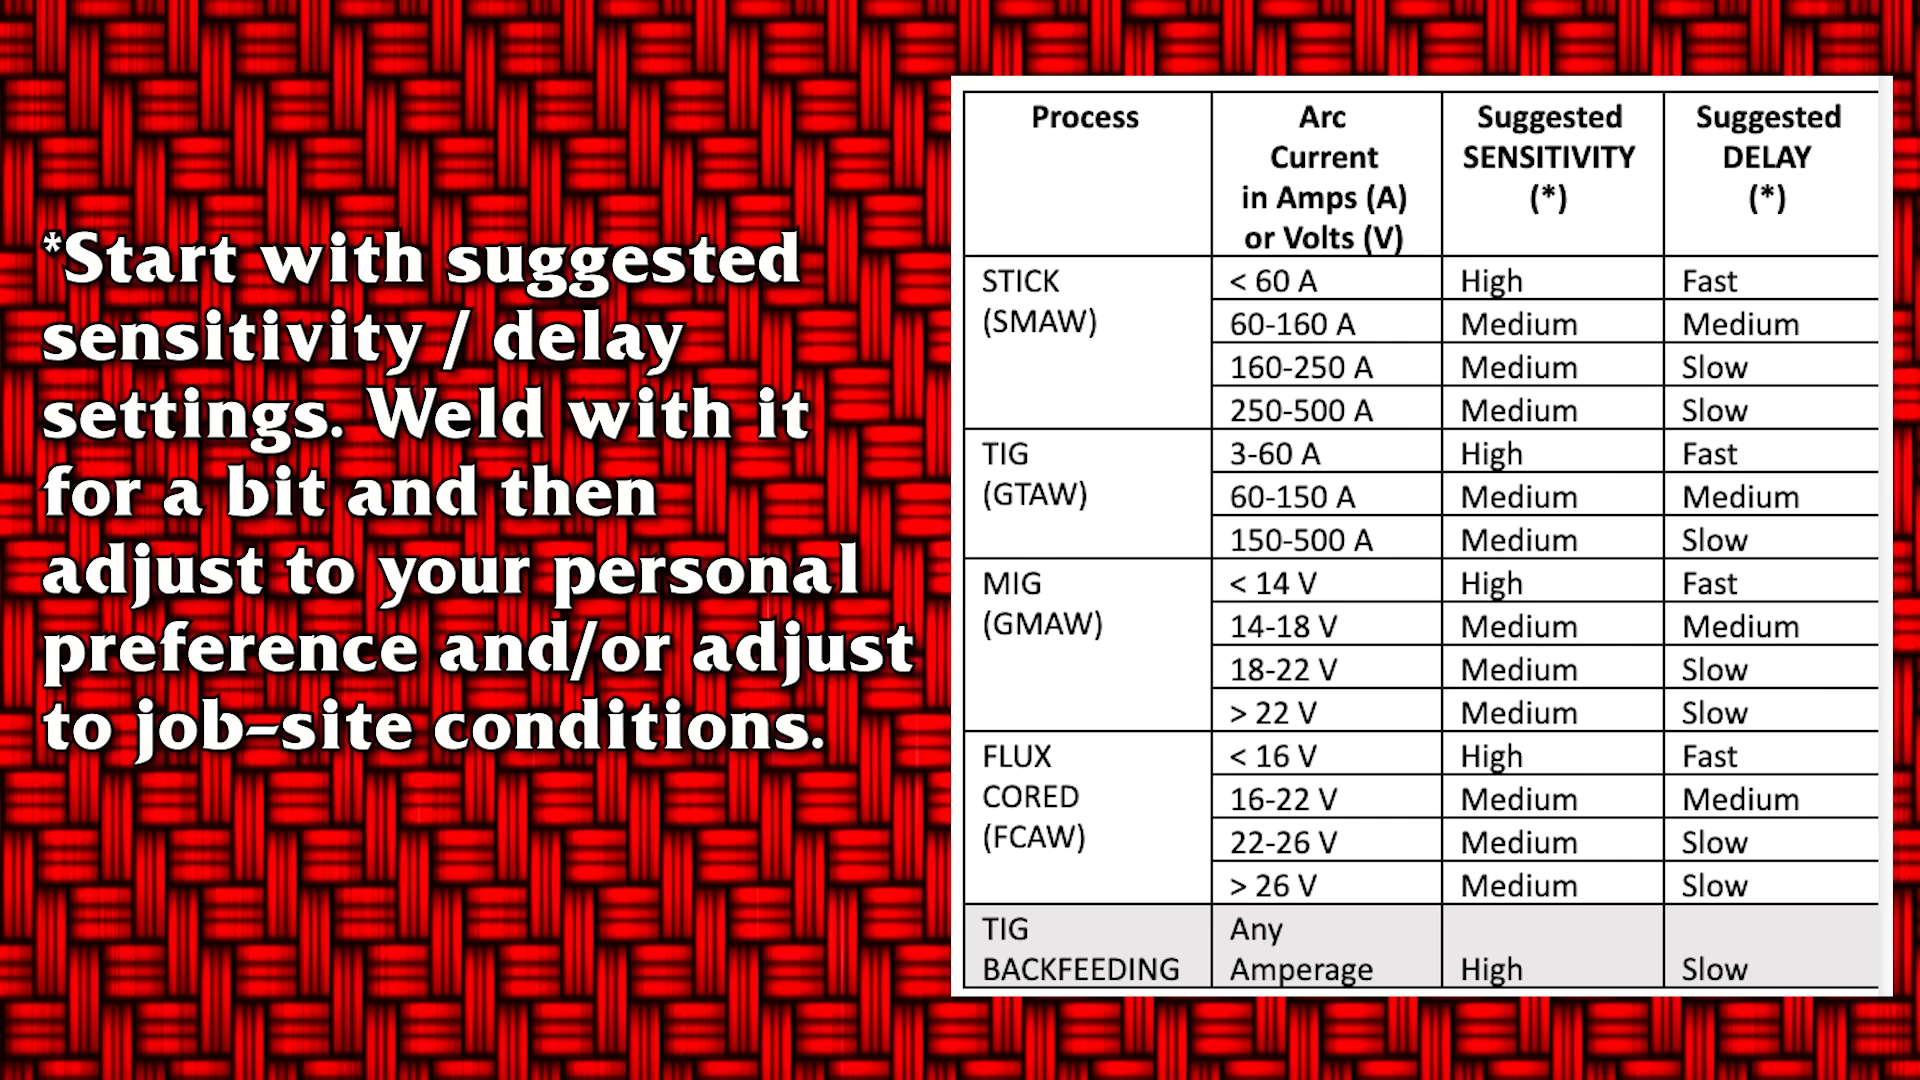 *Start with suggested
sensitivity / delay
settings. Weld with it
for a bit and then
adjust to your personal
preference and/or adjust
to job-site conditions.
Process Arc Suggested Suggested
Current SENSITIVITY DELAY
in Amps (A) (*) (*)
or Volts (V)
STICK < 60 A High Fast
(SMAW) 60-160 A Medium Medium
160-250 A Medium Slow
250-500 A Medium Slow
TIG 3-60 A High Fast
(GTAW) 60-150 A Medium Medium
150-500 A Medium Slow
MIG < 14 V High Fast
(GMAW) 14-18 V Medium Medium
18-22 V Medium Slow
> 22 V Medium Slow
FLUX < 16 V High Fast
CORED 16-22 V Medium Medium
(FCAW) 22-26 V Medium Slow
> 26 V Medium Slow
TIG Any
BACKFEEDING Amperage High Slow